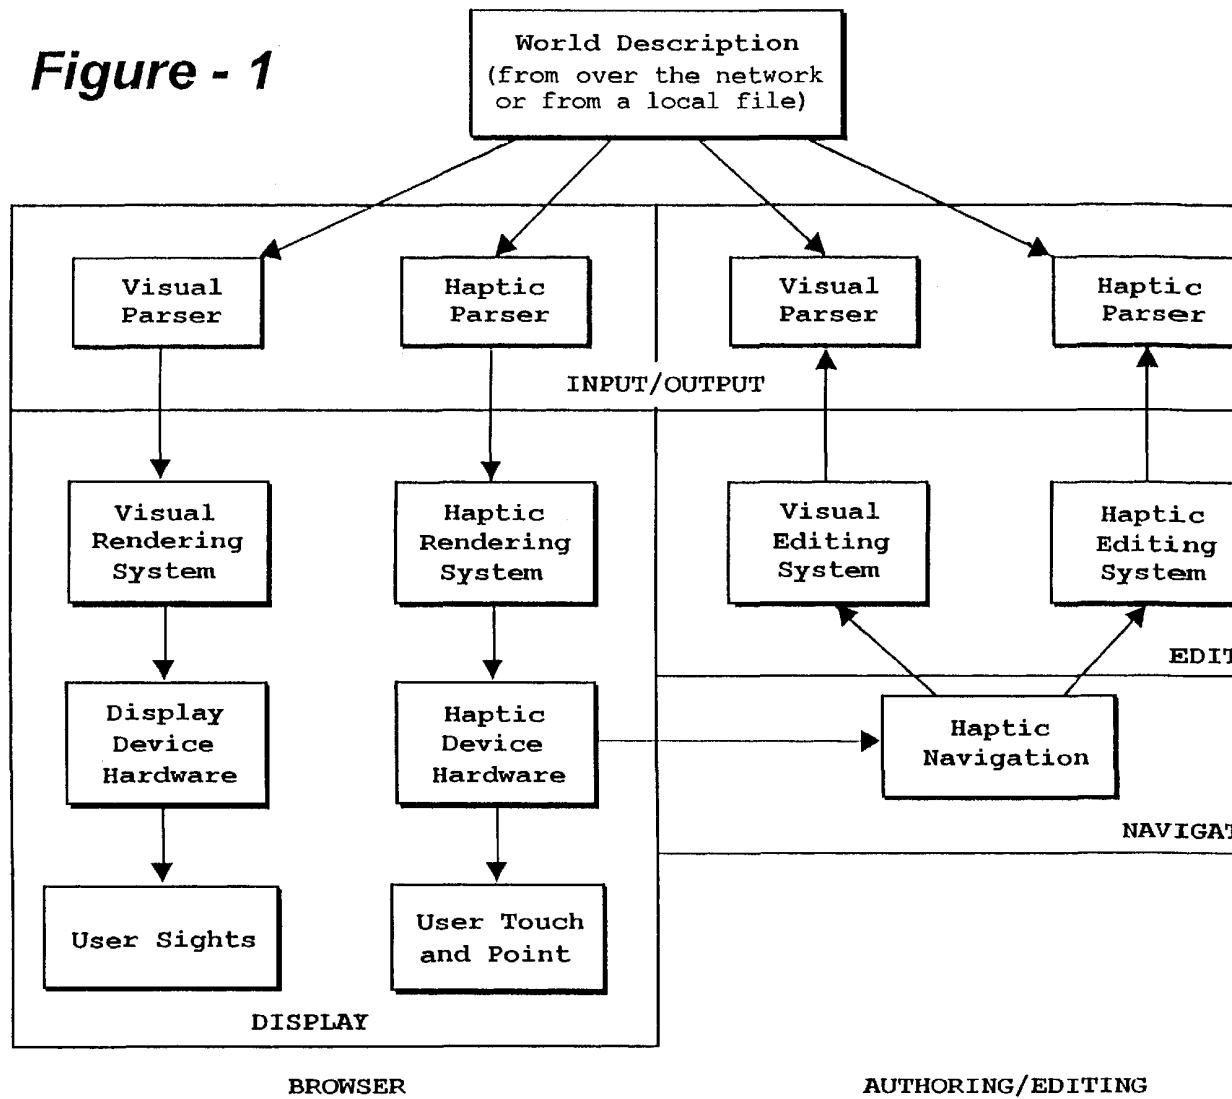 Figure - 1
World Description
(from over the network
or from a local file)
Visual
Parser
Haptic
Parser
Visual
Parser
Haptic
Parser
INPUT/OUTPUT
Visual
Rendering
System
Haptic
Rendering
System
Visual
Editing
System
Haptic
Editing
System
EDIT
Display
Device
Hardware
Haptic
Device
Hardware
Haptic
Navigation
NAVIGAT
User Sights
User Touch
and Point
DISPLAY
BROWSER
AUTHORING/EDITING